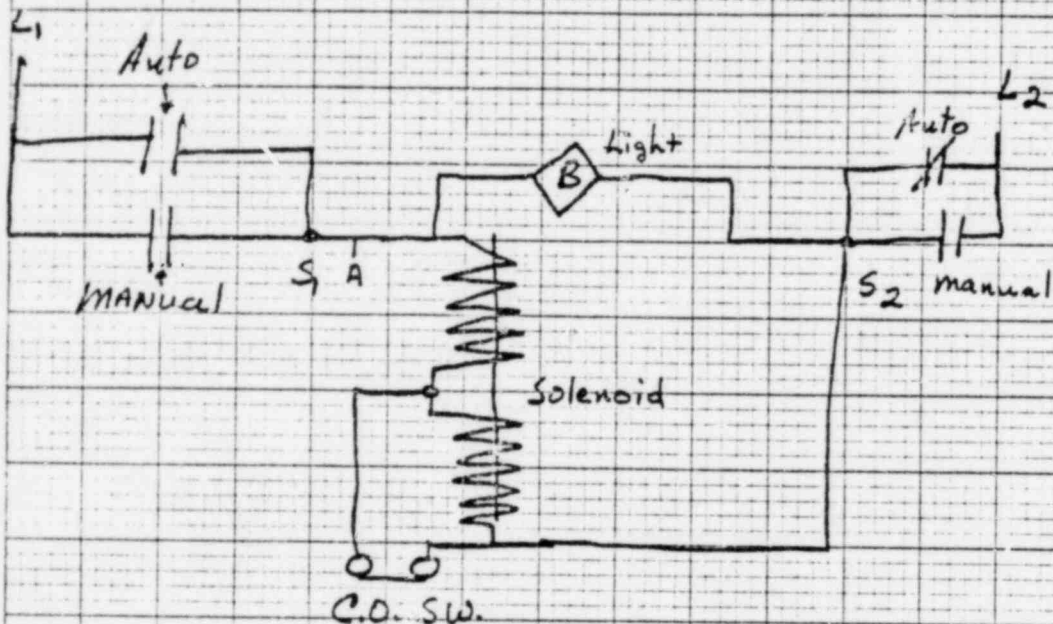 L1
Auto
L2
Auto
Light
B
MANUAL
S1 A
S2 manual
Solenoid
C.O. SW.